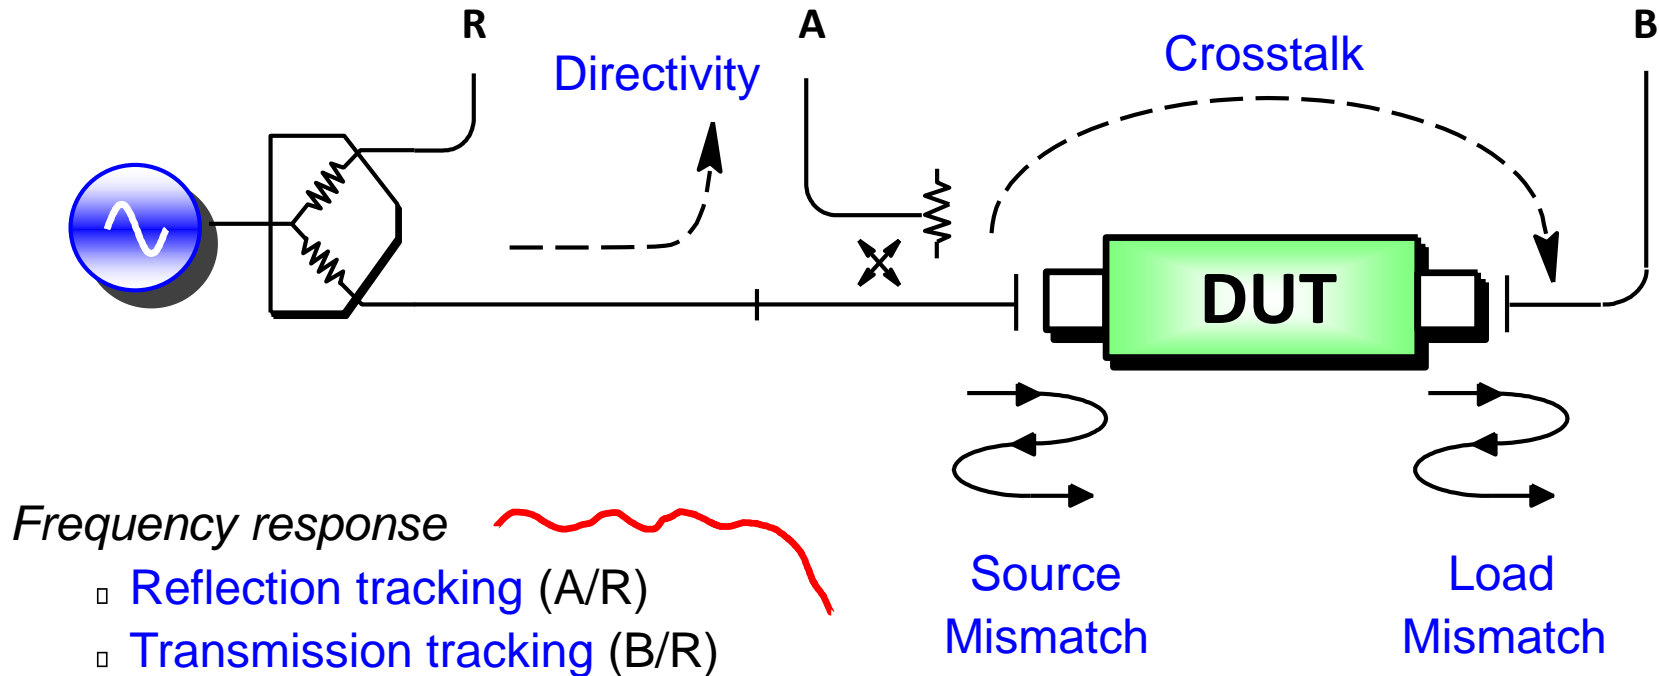 R
A
B
Directivity
Crosstalk
DUT
Frequency response
Reflection tracking (A/R)
Transmission tracking (B/R)
Source
Mismatch
Load
Mismatch